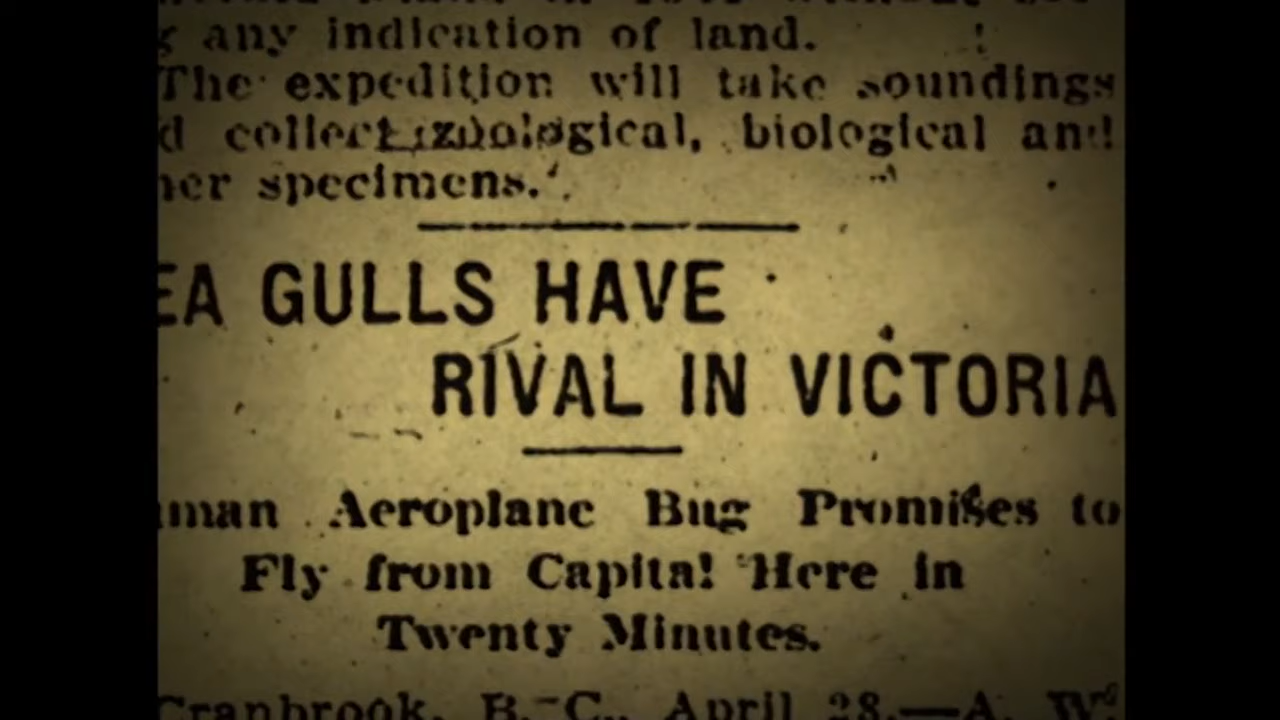 any indication of land.
The expedition will take soundings
d collect zoological, biological and
her specimens.
EA GULLS HAVE
RIVAL IN VICTORIA
man Aeroplane Bug Promises to
Fly from Capital Here in
Twenty Minutes.
Cranbrook, B. C., April 28.—A. W